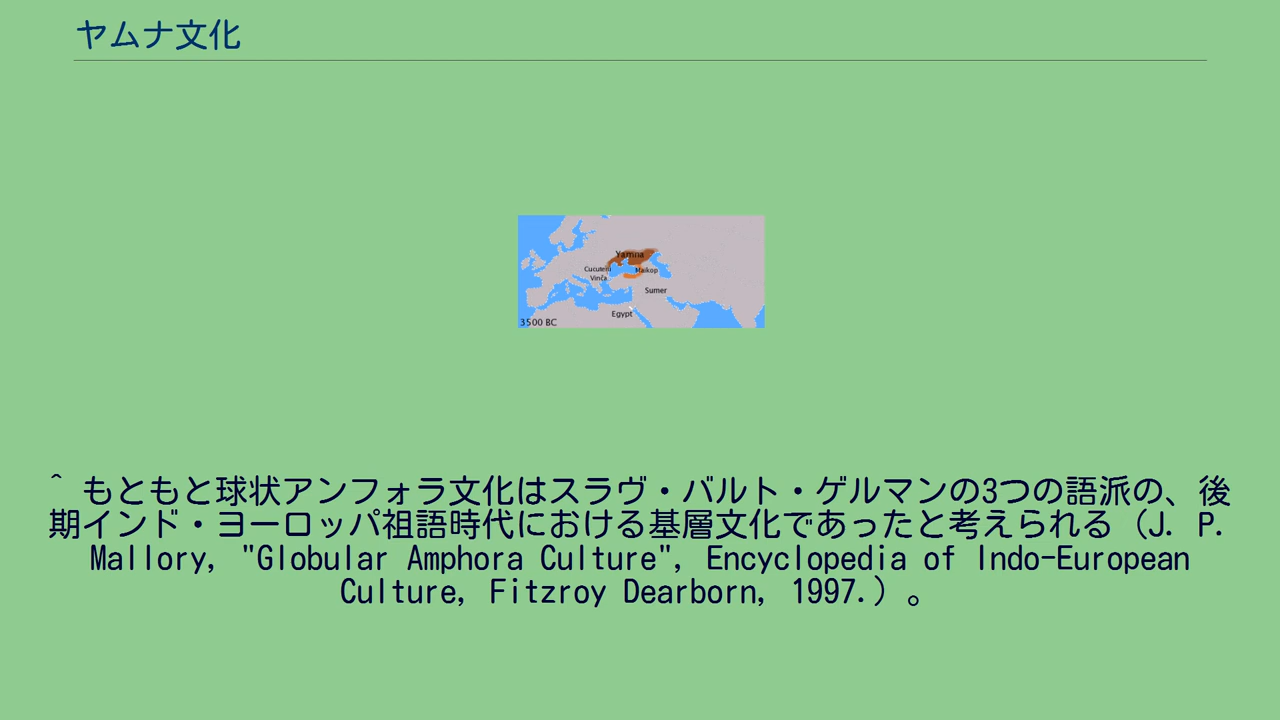 ヤムナ文化
Yamna
Cucuteni
Maikop
Vinča
Sumer
Egypt
3500 BC
^ もともと球状アンフォラ文化はスラヴ・バルト・ゲルマンの3つの語派の、後
期インド・ヨーロッパ祖語時代における基層文化であったと考えられる（J. P.
Mallory, "Globular Amphora Culture", Encyclopedia of Indo-European
Culture, Fitzroy Dearborn, 1997.）。